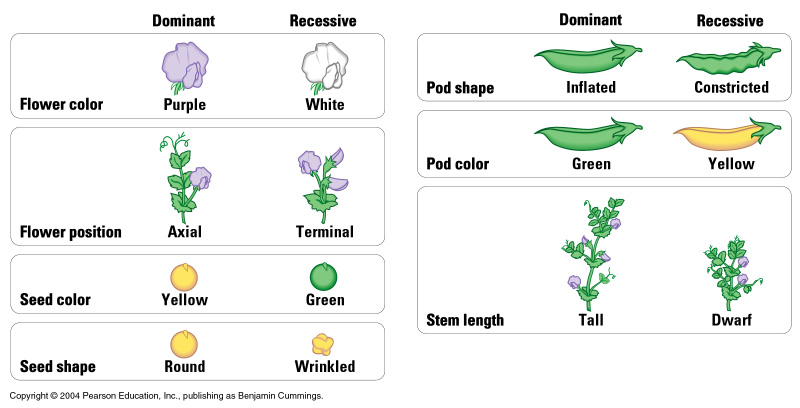 Dominant Recessive
Flower color Purple White
Flower position Axial Terminal
Seed color Yellow Green
Seed shape Round Wrinkled
Dominant Recessive
Pod shape Inflated Constricted
Pod color Green Yellow
Stem length Tall Dwarf
Copyright © 2004 Pearson Education, Inc., publishing as Benjamin Cummings.